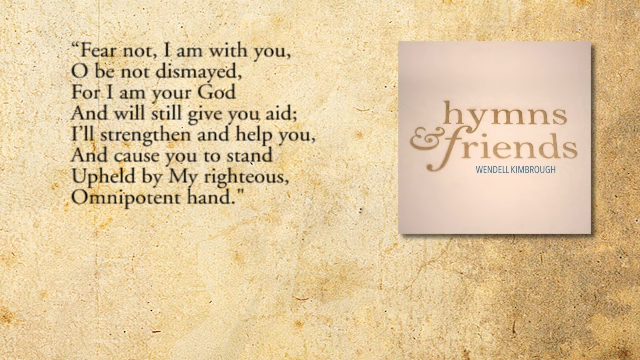 “Fear not, I am with you,
O be not dismayed,
For I am your God
And will still give you aid;
I’ll strengthen and help you,
And cause you to stand
Upheld by My righteous,
Omnipotent hand."
hymns
& friends
WENDELL KIMBROUGH